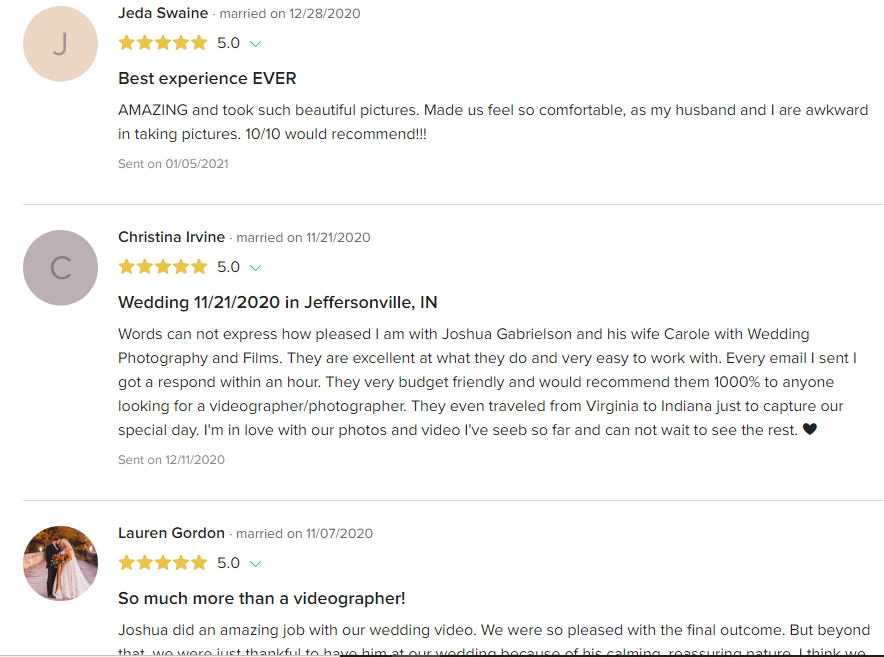 J
Jeda Swaine · married on 12/28/2020
5.0
Best experience EVER
AMAZING and took such beautiful pictures. Made us feel so comfortable, as my husband and I are awkward
in taking pictures. 10/10 would recommend!!!
Sent on 01/05/2021
C
Christina Irvine · married on 11/21/2020
5.0
Wedding 11/21/2020 in Jeffersonville, IN
Words can not express how pleased I am with Joshua Gabrielson and his wife Carole with Wedding
Photography and Films. They are excellent at what they do and very easy to work with. Every email I sent I
got a respond within an hour. They very budget friendly and would recommend them 1000% to anyone
looking for a videographer/photographer. They even traveled from Virginia to Indiana just to capture our
special day. I'm in love with our photos and video I've seeb so far and can not wait to see the rest. ♥
Sent on 12/11/2020
Lauren Gordon · married on 11/07/2020
5.0
So much more than a videographer!
Joshua did an amazing job with our wedding video. We were so pleased with the final outcome. But beyond
that, we were just thankful to have him at our wedding because of his calming, reassuring nature. I think we